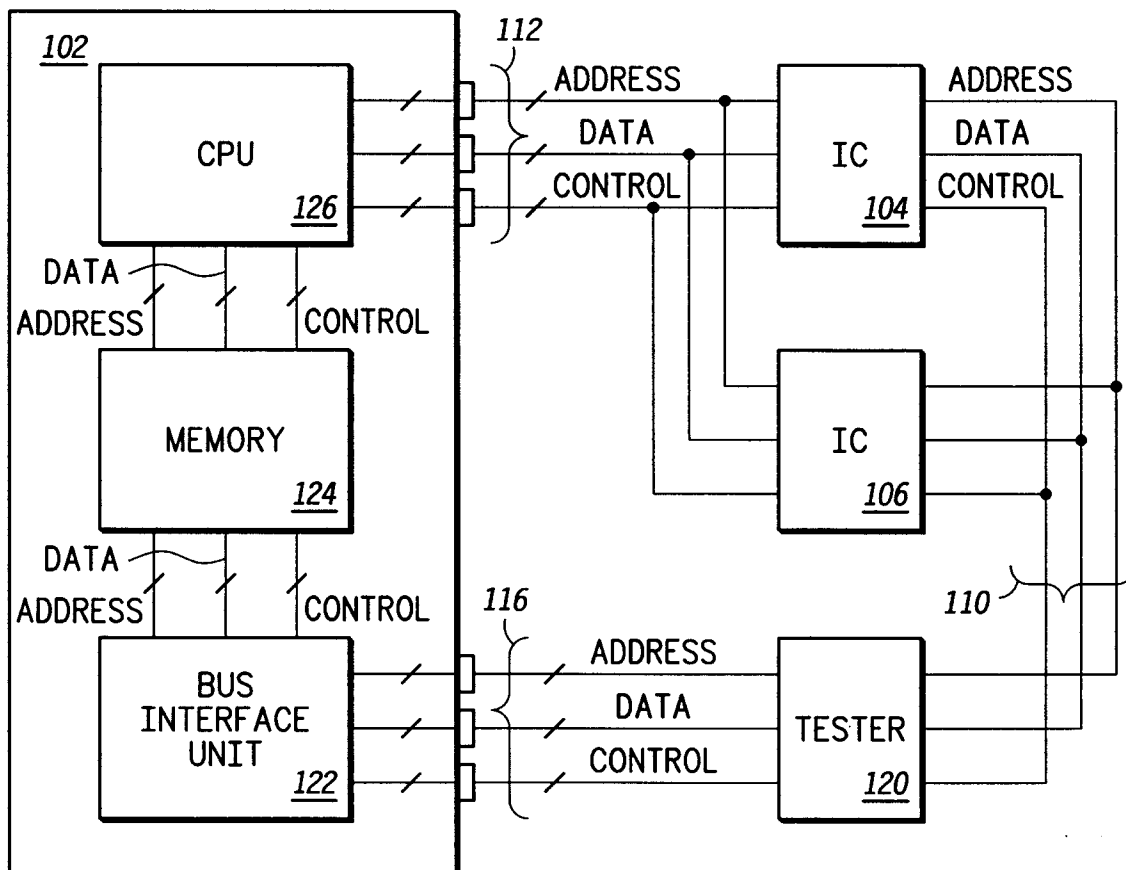 102
CPU
126
DATA
ADDRESS
CONTROL
MEMORY
124
DATA
ADDRESS
CONTROL
BUS
INTERFACE
UNIT
122
112
ADDRESS
DATA
CONTROL
IC
104
ADDRESS
DATA
CONTROL
IC
106
110
116
ADDRESS
DATA
CONTROL
TESTER
120